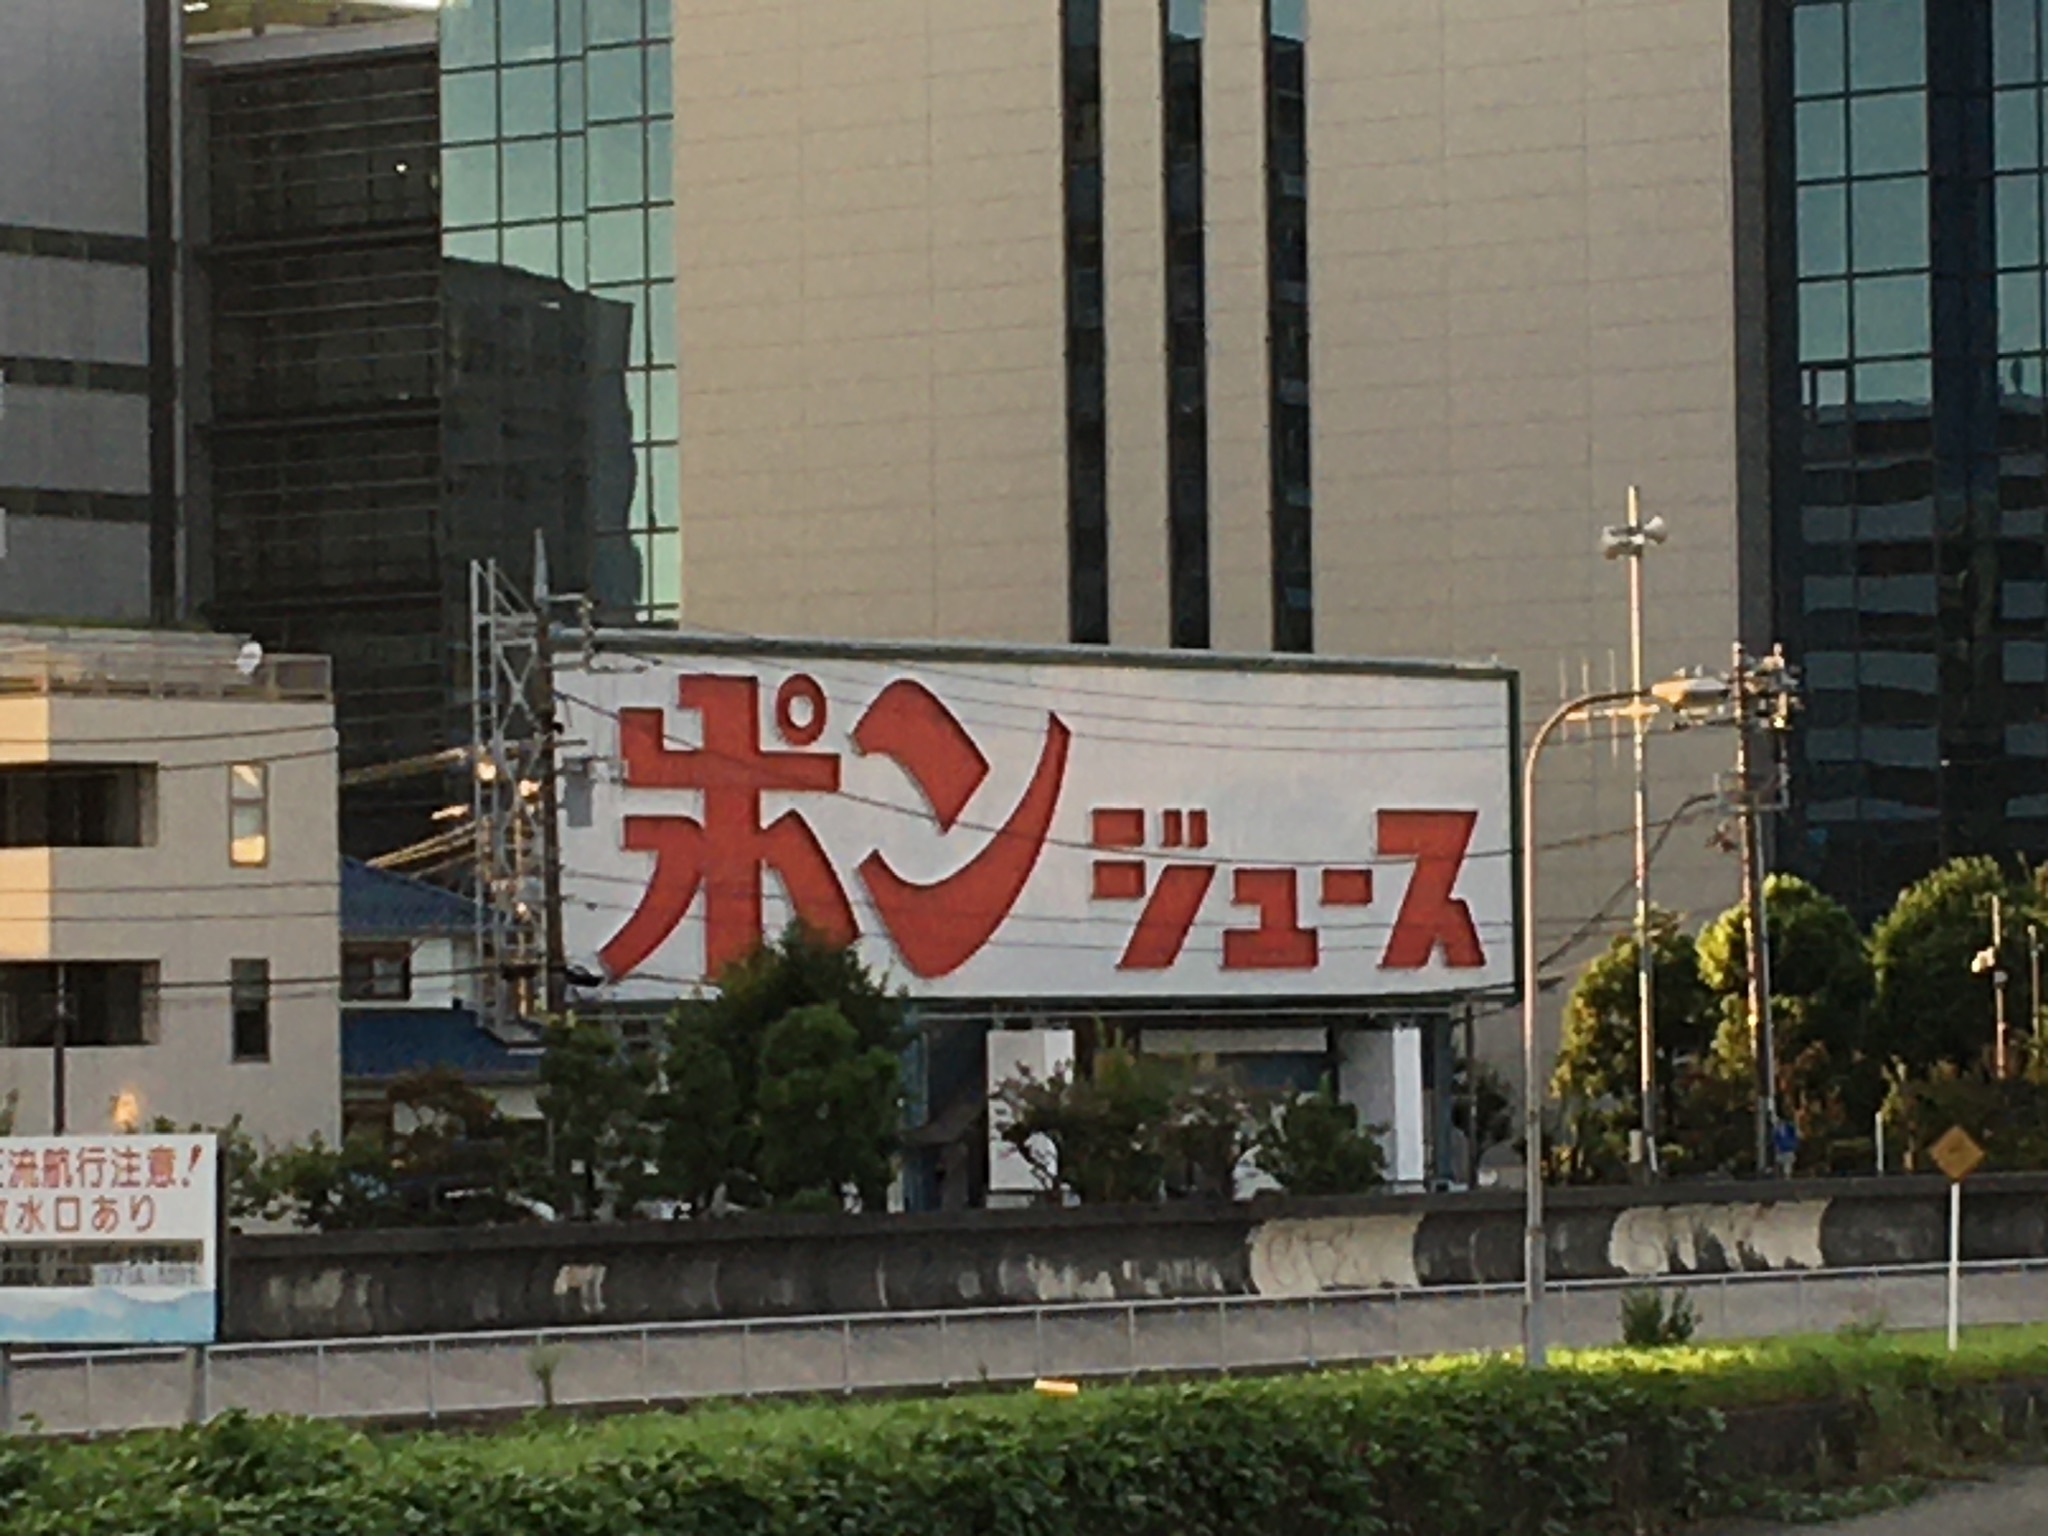 ポンジュース
流航行注意!
水口あり